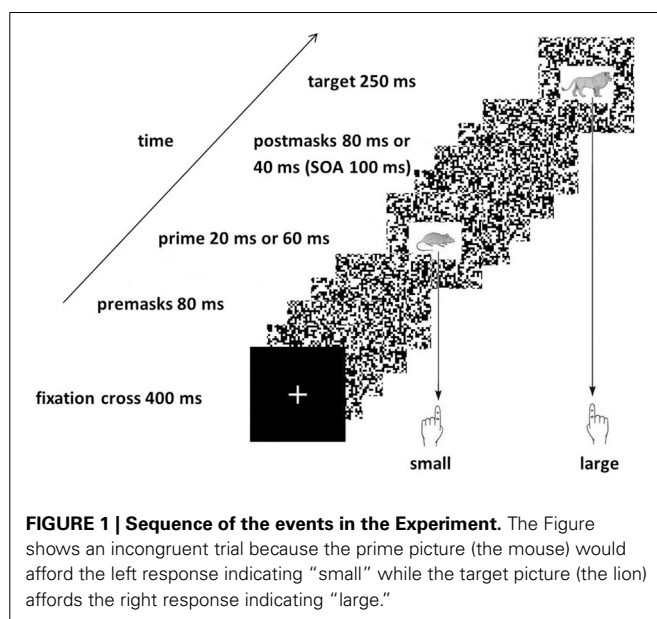 target 250 ms
time
postmasks 80 ms or
40 ms (SOA 100 ms)
prime 20 ms or 60 ms
premasks 80 ms
fixation cross 400 ms
small
large
FIGURE 1 | Sequence of the events in the Experiment. The Figure
shows an incongruent trial because the prime picture (the mouse) would
afford the left response indicating “small” while the target picture (the lion)
affords the right response indicating “large.”